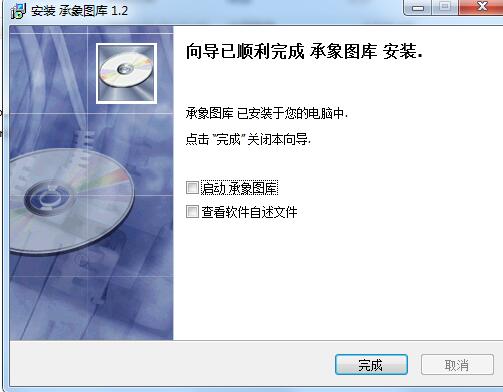 安装 承象图库 1.2
向导已顺利完成 承象图库 安装.
承象图库 已安装于您的电脑中.
点击 “完成” 关闭本向导.
启动 承象图库
查看软件自述文件
完成
取消